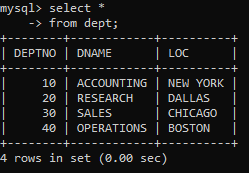 mysql> select *
    -> from dept;
+--------+------------+----------+
| DEPTNO | DNAME      | LOC      |
+--------+------------+----------+
|     10 | ACCOUNTING | NEW YORK |
|     20 | RESEARCH   | DALLAS   |
|     30 | SALES      | CHICAGO  |
|     40 | OPERATIONS | BOSTON   |
+--------+------------+----------+
4 rows in set (0.00 sec)